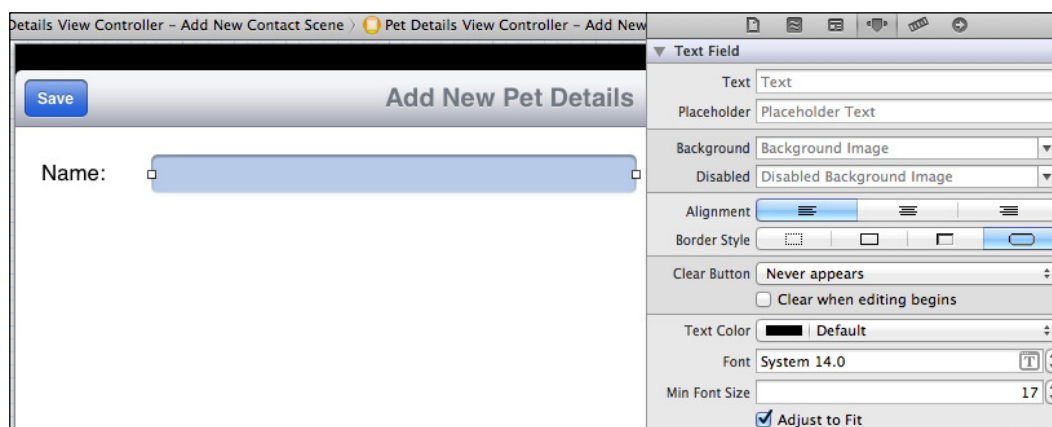 Details View Controller – Add New Contact Scene
Pet Details View Controller – Add New
Save
Add New Pet Details
Name:
Text Field
Text Text
Placeholder Placeholder Text
Background Background Image
Disabled Disabled Background Image
Alignment
Border Style
Clear Button Never appears
Clear when editing begins
Text Color Default
Font System 14.0
T
Min Font Size 17
Adjust to Fit